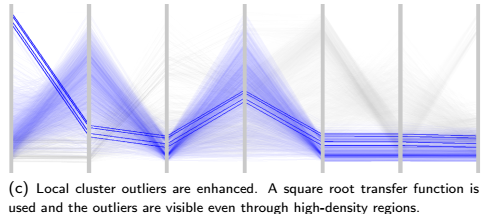 (c) Local cluster outliers are enhanced. A square root transfer function is
used and the outliers are visible even through high-density regions.